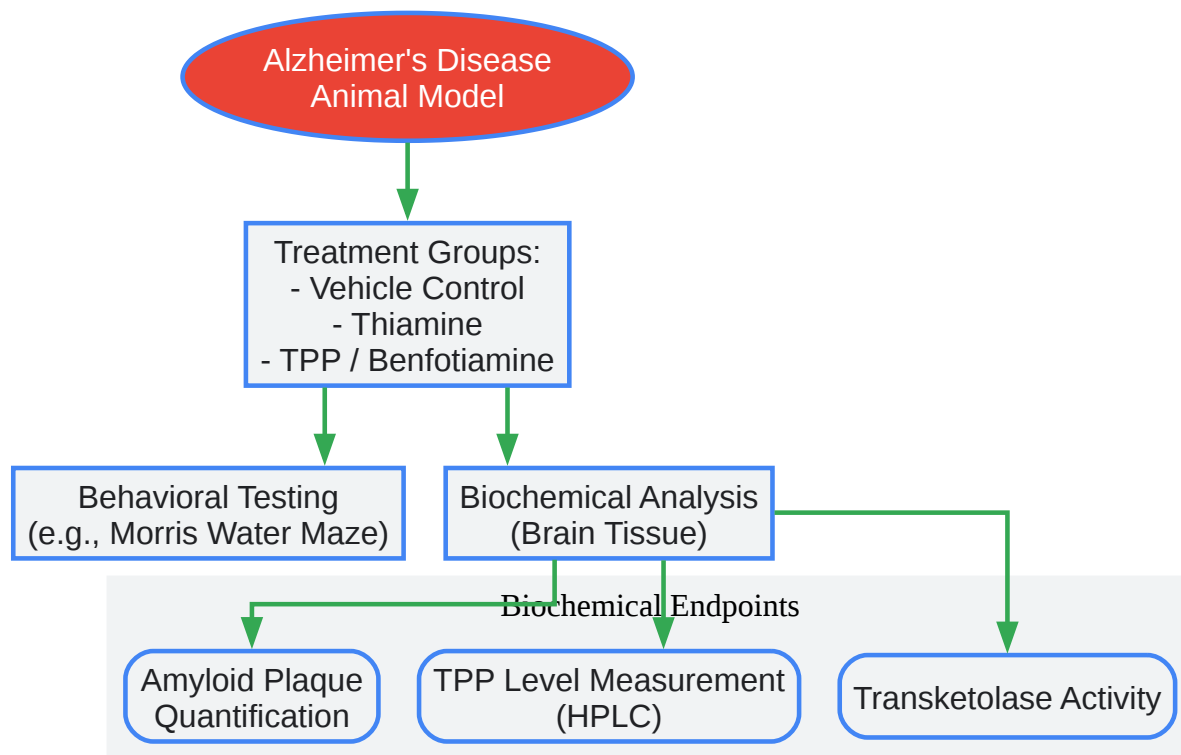 Alzheimer's Disease
Animal Model
Treatment Groups:
- Vehicle Control
- Thiamine
- TPP / Benfotiamine
Behavioral Testing
(e.g., Morris Water Maze)
Biochemical Analysis
(Brain Tissue)
Biochemical Endpoints
Amyloid Plaque
Quantification
TPP Level Measurement
(HPLC)
Transketolase Activity